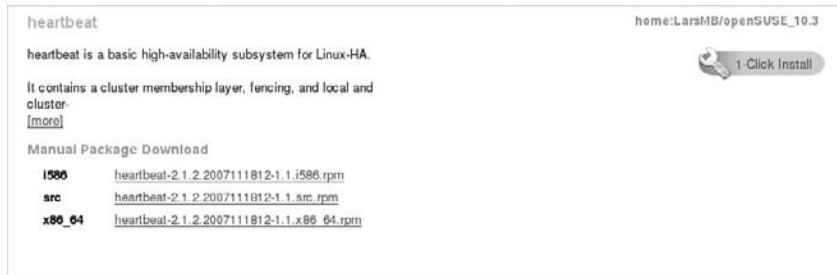 heartbeat
home:LarsMB/openSUSE_10.3
heartbeat is a basic high-availability subsystem for Linux-HA.
1-Click Install
It contains a cluster membership layer, fencing, and local and
cluster-
[more]
Manual Package Download
i586 heartbeat-2.1.2.2007111812-1.1.i586.rpm
src heartbeat-2.1.2.2007111812-1.1.src.rpm
x86_64 heartbeat-2.1.2.2007111812-1.1.x86_64.rpm